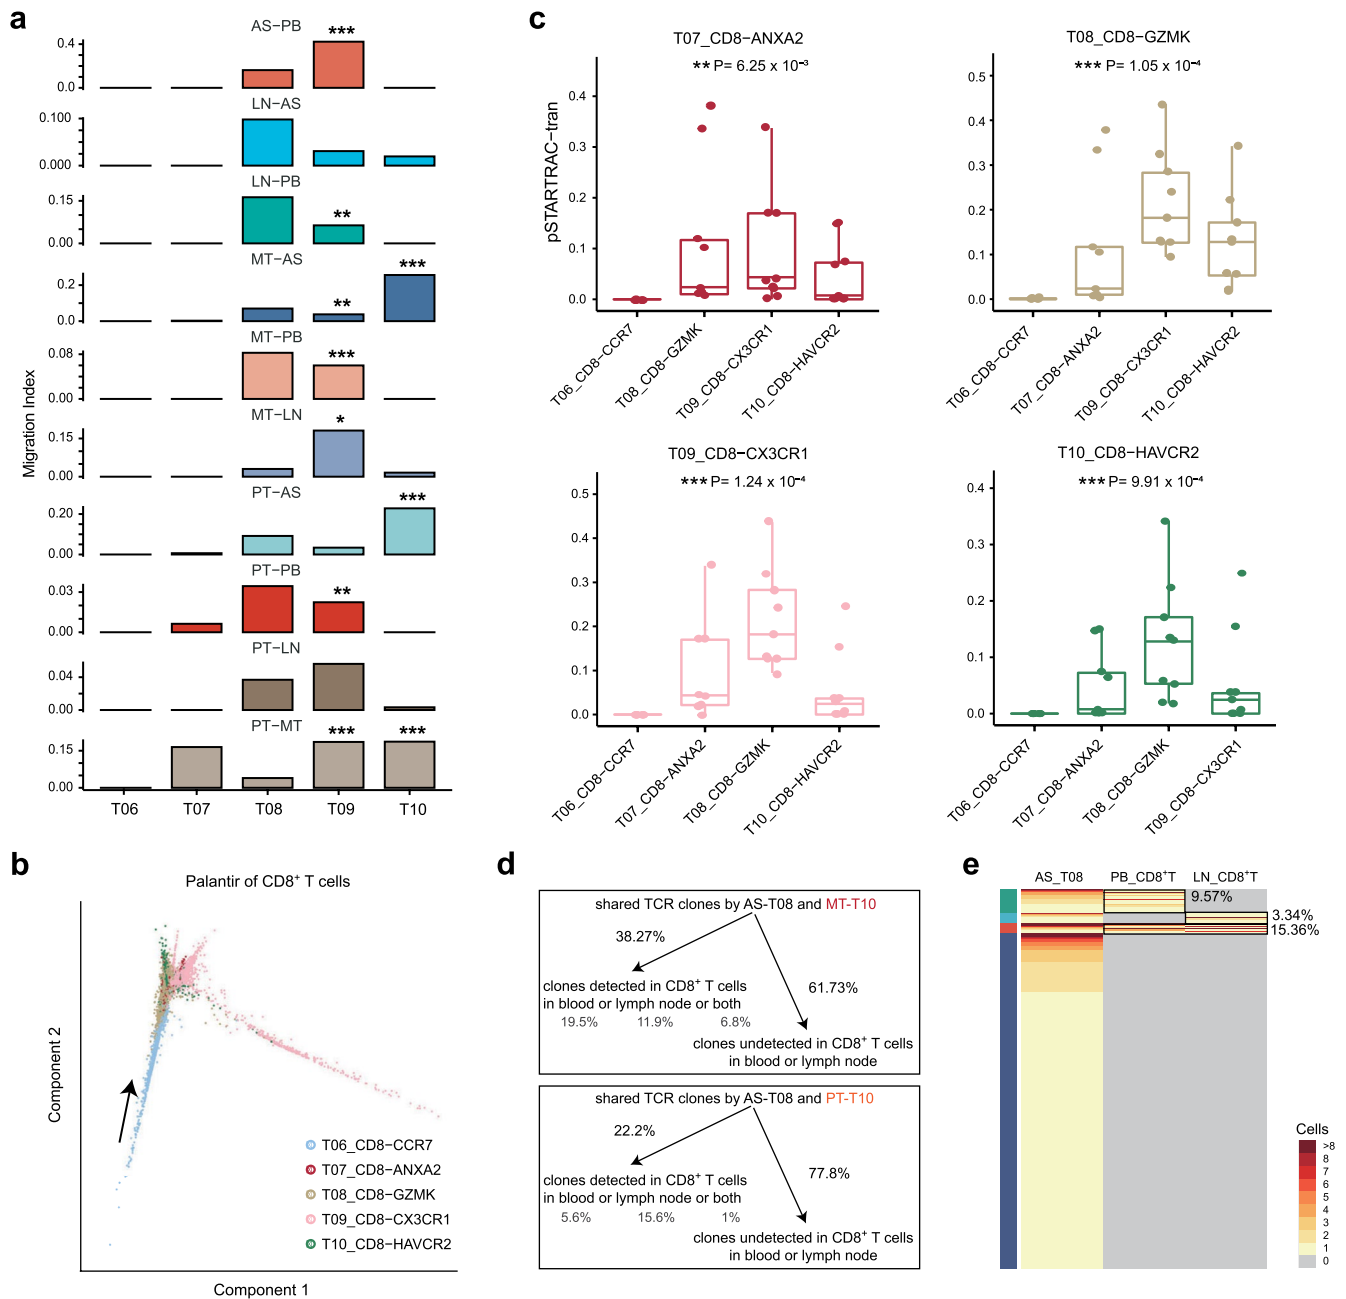 a
Migration Index
AS−PB
***
0.4
0.0
LN−AS
0.100
0.000
LN−PB
**
0.15
0.00
MT−AS
** ***
0.2
0.0
MT−PB
***
0.08
0.00
MT−LN
*
0.15
0.00
PT−AS
***
0.20
0.00
PT−PB
**
0.03
0.00
PT−LN
0.04
0.00
PT−MT
*** ***
0.15
0.00
T06 T07 T08 T09 T10
c
pSTARTRAC−tran
T07_CD8−ANXA2
** P= 6.25 x 10⁻³
0.4
0.3
0.2
0.1
0.0
T06_CD8−CCR7
T08_CD8−GZMK
T09_CD8−CX3CR1
T10_CD8−HAVCR2
T08_CD8−GZMK
*** P= 1.05 x 10⁻⁴
0.5
0.4
0.3
0.2
0.1
0.0
T06_CD8−CCR7
T07_CD8−ANXA2
T09_CD8−CX3CR1
T10_CD8−HAVCR2
T09_CD8−CX3CR1
*** P= 1.24 x 10⁻⁴
0.5
0.4
0.3
0.2
0.1
0.0
T06_CD8−CCR7
T07_CD8−ANXA2
T08_CD8−GZMK
T10_CD8−HAVCR2
T10_CD8−HAVCR2
*** P= 9.91 x 10⁻⁴
0.4
0.3
0.2
0.1
0.0
T06_CD8−CCR7
T07_CD8−ANXA2
T08_CD8−GZMK
T09_CD8−CX3CR1
b
Palantir of CD8⁺ T cells
Component 2
T06_CD8−CCR7
T07_CD8−ANXA2
T08_CD8−GZMK
T09_CD8−CX3CR1
T10_CD8−HAVCR2
Component 1
d
shared TCR clones by AS-T08 and MT-T10
38.27%
61.73%
clones detected in CD8⁺ T cells
in blood or lymph node or both
19.5% 11.9% 6.8%
clones undetected in CD8⁺ T cells
in blood or lymph node
shared TCR clones by AS-T08 and PT-T10
22.2%
77.8%
clones detected in CD8⁺ T cells
in blood or lymph node or both
5.6% 15.6% 1%
clones undetected in CD8⁺ T cells
in blood or lymph node
e
AS_T08 PB_CD8⁺T LN_CD8⁺T
9.57%
3.34%
15.36%
Cells
>8
8
7
6
5
4
3
2
1
0